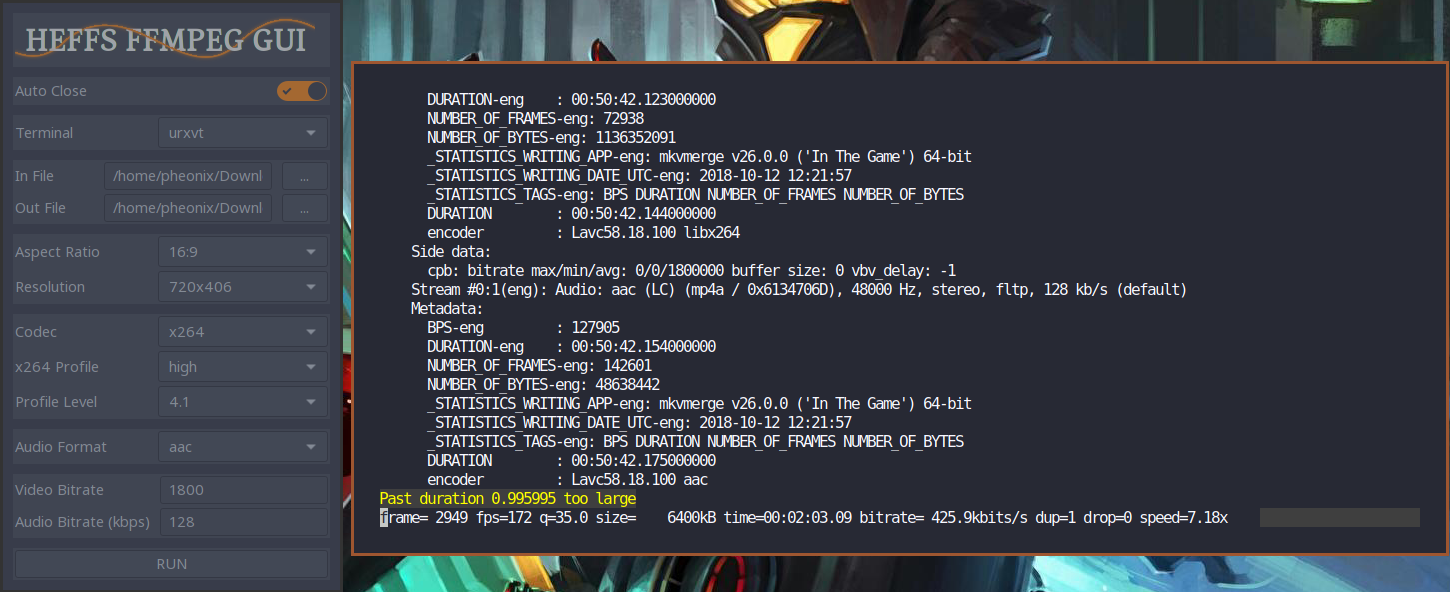 HEFFS FFMPEG GUI
Auto Close
Terminal urxvt
In File /home/pheonix/Downl ...
Out File /home/pheonix/Downl ...
Aspect Ratio 16:9
Resolution 720x406
Codec x264
x264 Profile high
Profile Level 4.1
Audio Format aac
Video Bitrate 1800
Audio Bitrate (kbps) 128
RUN
DURATION-eng    : 00:50:42.123000000
NUMBER_OF_FRAMES-eng: 72938
NUMBER_OF_BYTES-eng: 1136352091
_STATISTICS_WRITING_APP-eng: mkvmerge v26.0.0 ('In The Game') 64-bit
_STATISTICS_WRITING_DATE_UTC-eng: 2018-10-12 12:21:57
_STATISTICS_TAGS-eng: BPS DURATION NUMBER_OF_FRAMES NUMBER_OF_BYTES
DURATION        : 00:50:42.144000000
encoder         : Lavc58.18.100 libx264
Side data:
cpb: bitrate max/min/avg: 0/0/1800000 buffer size: 0 vbv_delay: -1
Stream #0:1(eng): Audio: aac (LC) (mp4a / 0x6134706D), 48000 Hz, stereo, fltp, 128 kb/s (default)
Metadata:
BPS-eng         : 127905
DURATION-eng    : 00:50:42.154000000
NUMBER_OF_FRAMES-eng: 142601
NUMBER_OF_BYTES-eng: 48638442
_STATISTICS_WRITING_APP-eng: mkvmerge v26.0.0 ('In The Game') 64-bit
_STATISTICS_WRITING_DATE_UTC-eng: 2018-10-12 12:21:57
_STATISTICS_TAGS-eng: BPS DURATION NUMBER_OF_FRAMES NUMBER_OF_BYTES
DURATION        : 00:50:42.175000000
encoder         : Lavc58.18.100 aac
Past duration 0.995995 too large
frame= 2949 fps=172 q=35.0 size=    6400kB time=00:02:03.09 bitrate= 425.9kbits/s dup=1 drop=0 speed=7.18x